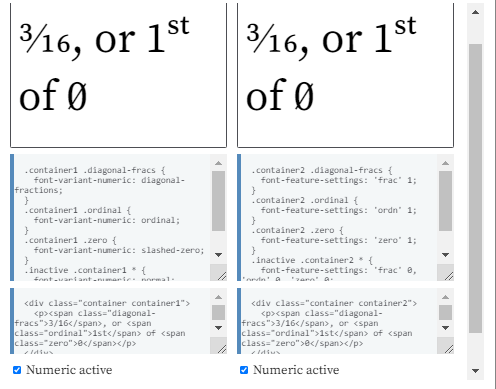 3/16, or 1st
of 0
3/16, or 1st
of 0
.container1 .diagonal-fracs {
font-variant-numeric: diagonal-
fractions;
}
.container1 .ordinal {
font-variant-numeric: ordinal;
}
.container1 .zero {
font-variant-numeric: slashed-zero;
}
.inactive .container1 * {
font-variant-numeric: normal;
.container2 .diagonal-fracs {
font-feature-settings: 'frac' 1;
}
.container2 .ordinal {
font-feature-settings: 'ordn' 1;
}
.container2 .zero {
font-feature-settings: 'zero' 1;
}
.inactive .container2 * {
font-feature-settings: 'frac' 0,
'ordn' 0, 'zero' 0;
<div class="container container1">
<p><span class="diagonal-
fracs">3/16</span>, or <span
class="ordinal">1st</span> of <span
class="zero">0</span></p>
</div>
<div class="container container2">
<p><span class="diagonal-
fracs">3/16</span>, or <span
class="ordinal">1st</span> of <span
class="zero">0</span></p>
</div>
Numeric active
Numeric active